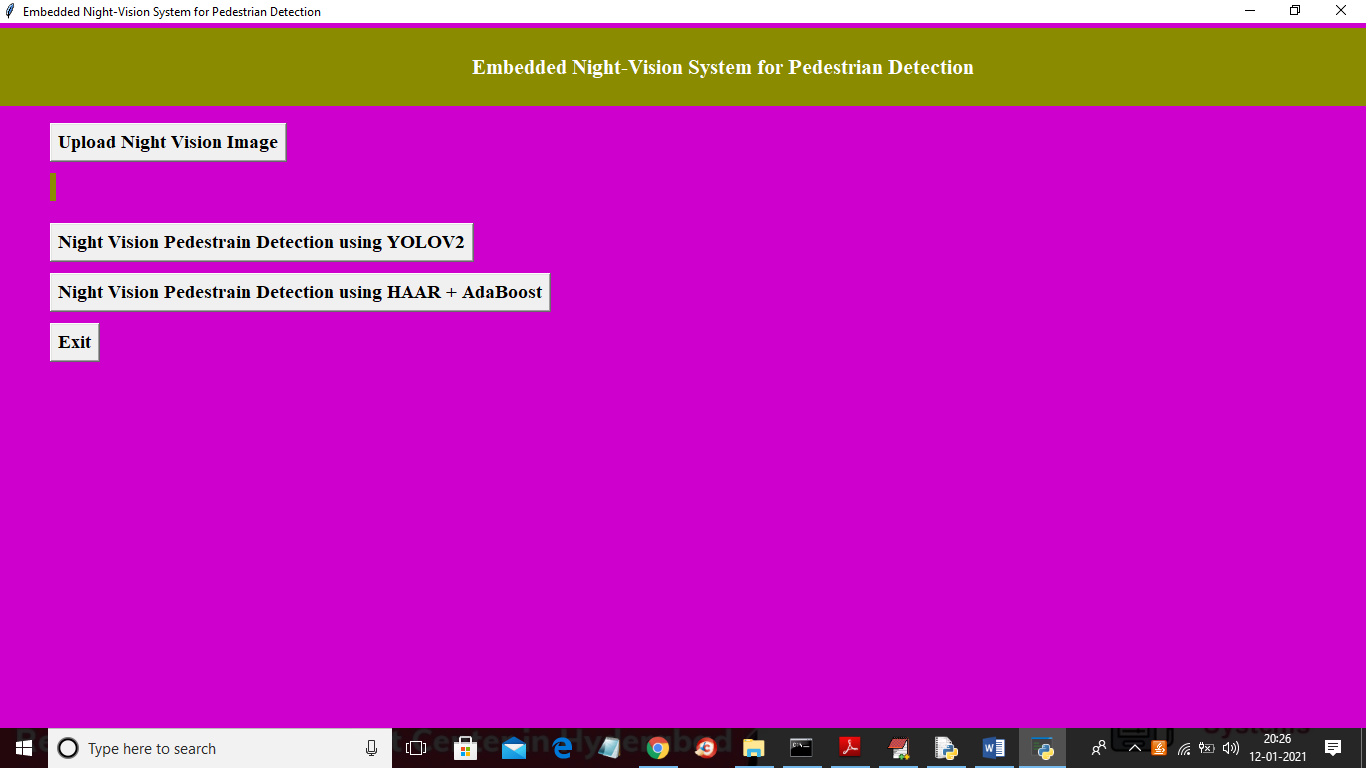 Embedded Night-Vision System for Pedestrian Detection
Embedded Night-Vision System for Pedestrian Detection
Upload Night Vision Image
Night Vision Pedestrain Detection using YOLOV2
Night Vision Pedestrain Detection using HAAR + AdaBoost
Exit
Type here to search
20:26
12-01-2021